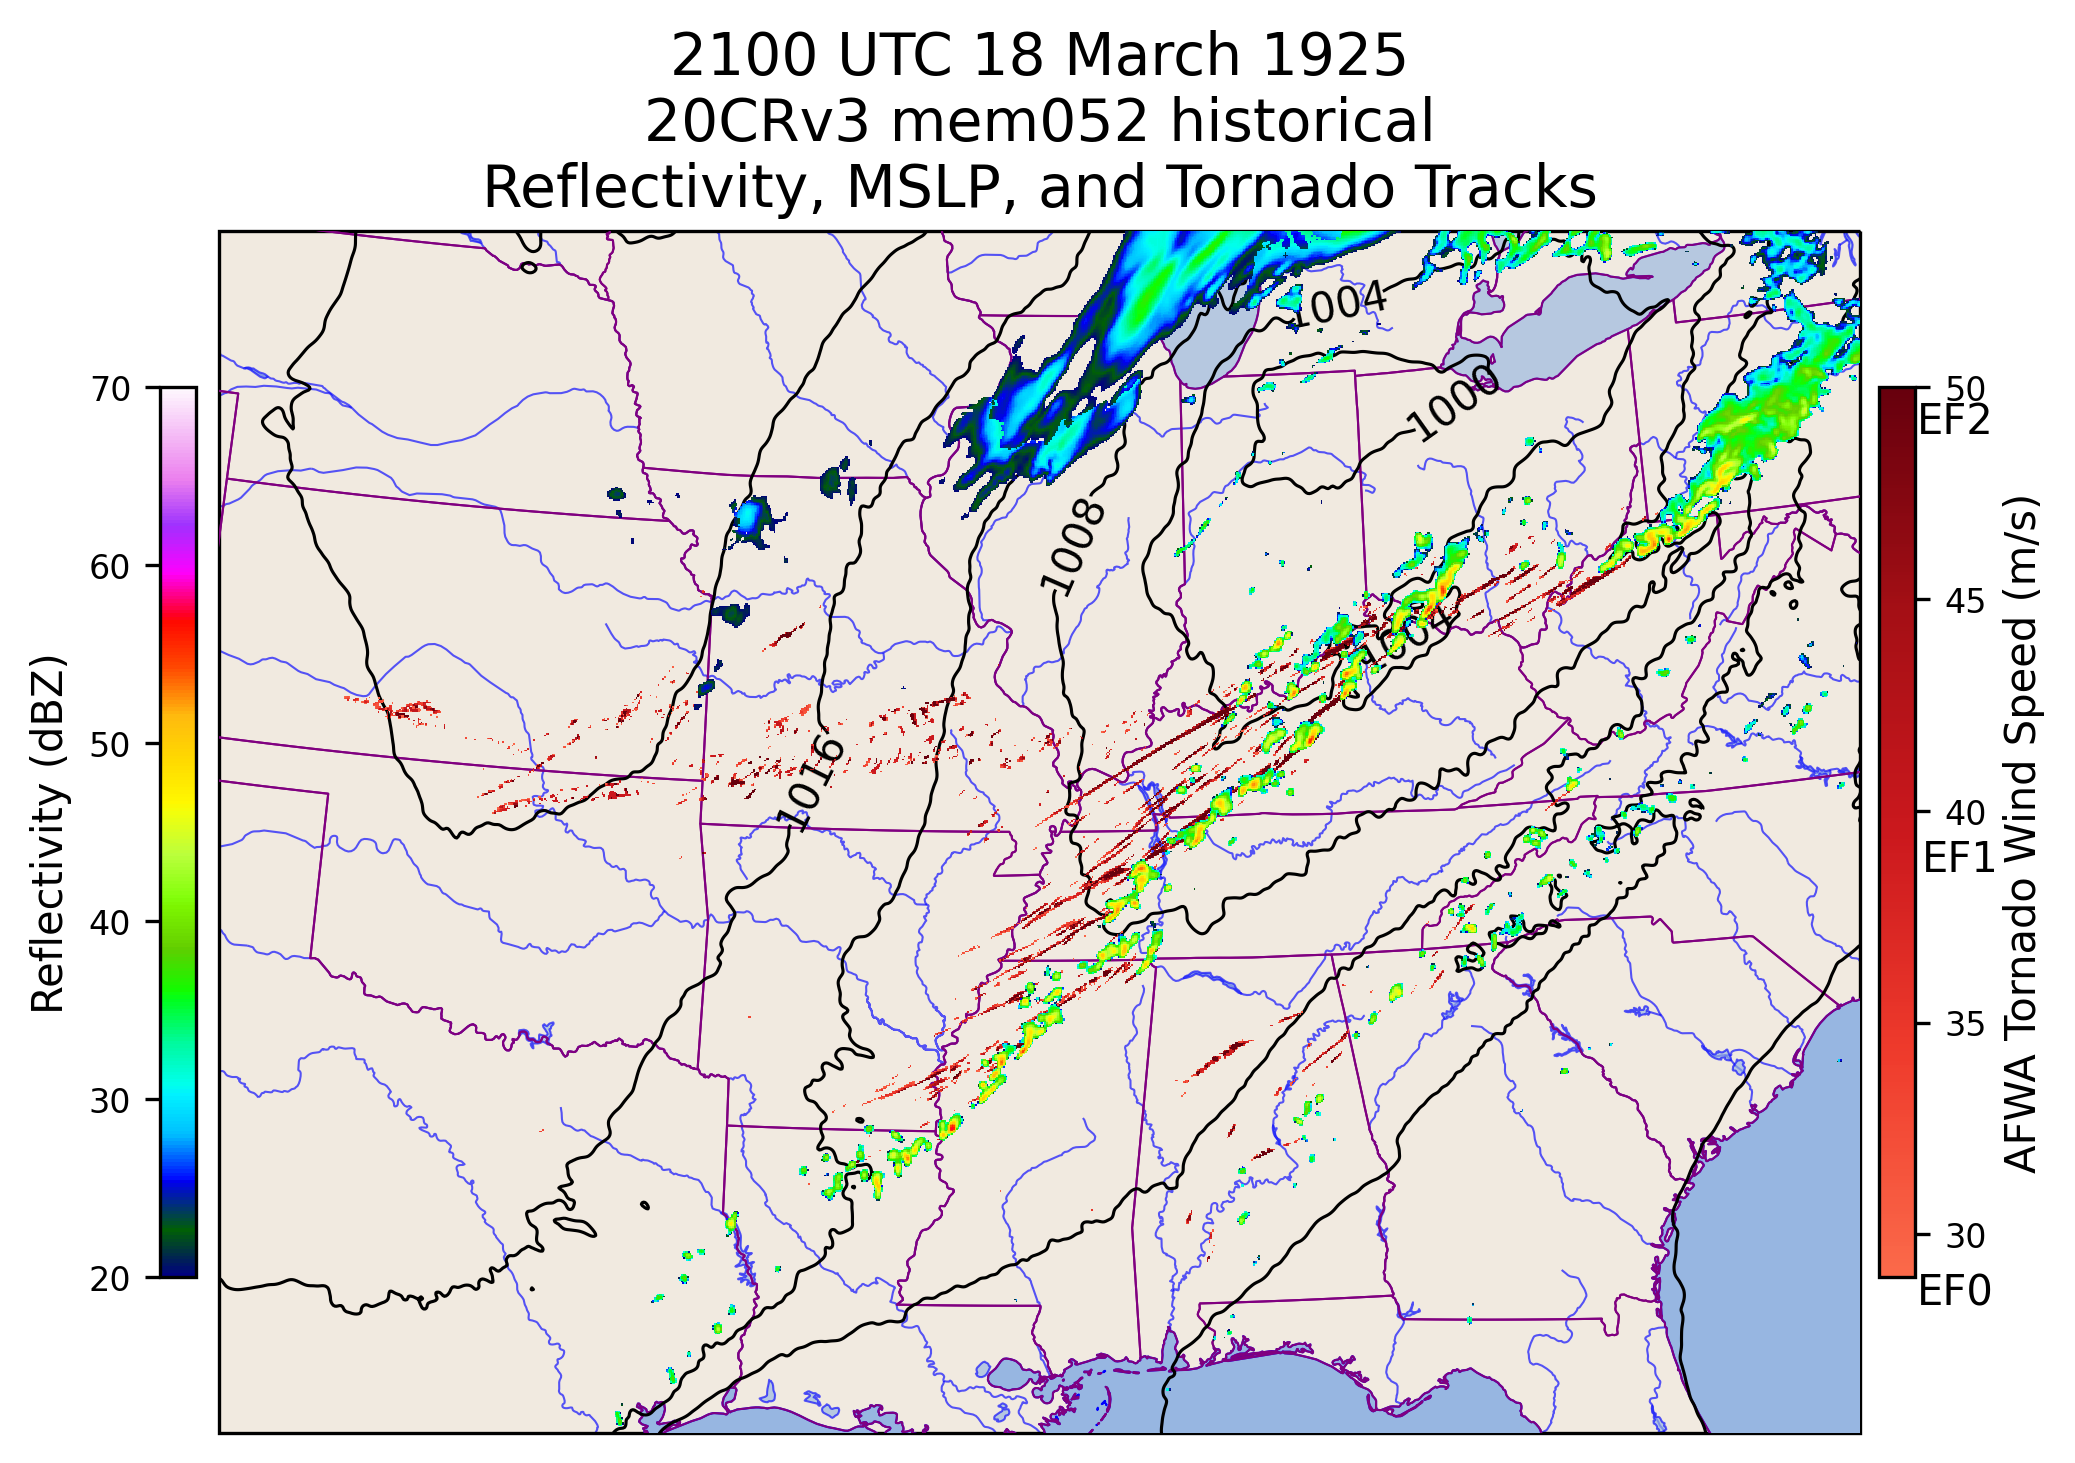 2100 UTC 18 March 1925
20CRv3 mem052 historical
Reflectivity, MSLP, and Tornado Tracks
1004
1000
1008
1004
1016
70
60
50
40
30
20
Reflectivity (dBZ)
50
EF2
45
40
EF1
35
30
EF0
AFWA Tornado Wind Speed (m/s)